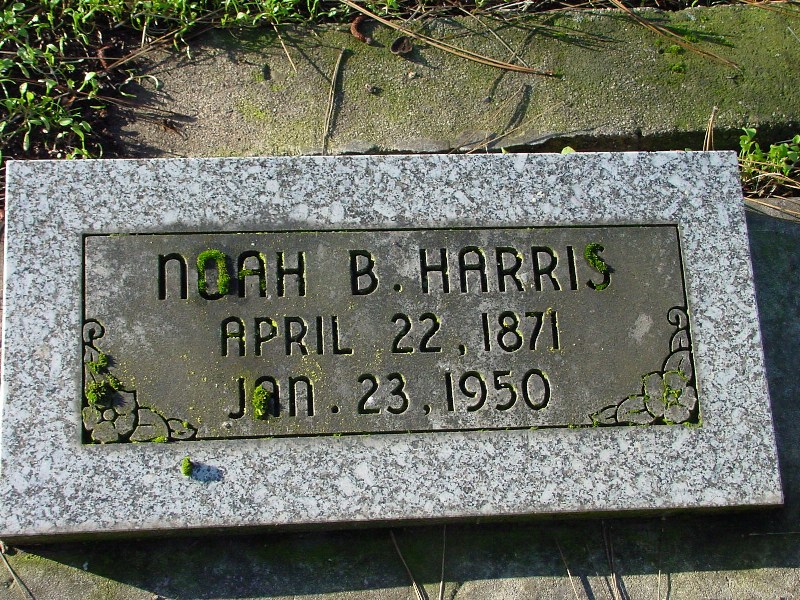 NOAH B. HARRIS
APRIL 22, 1871
JAN. 23, 1950